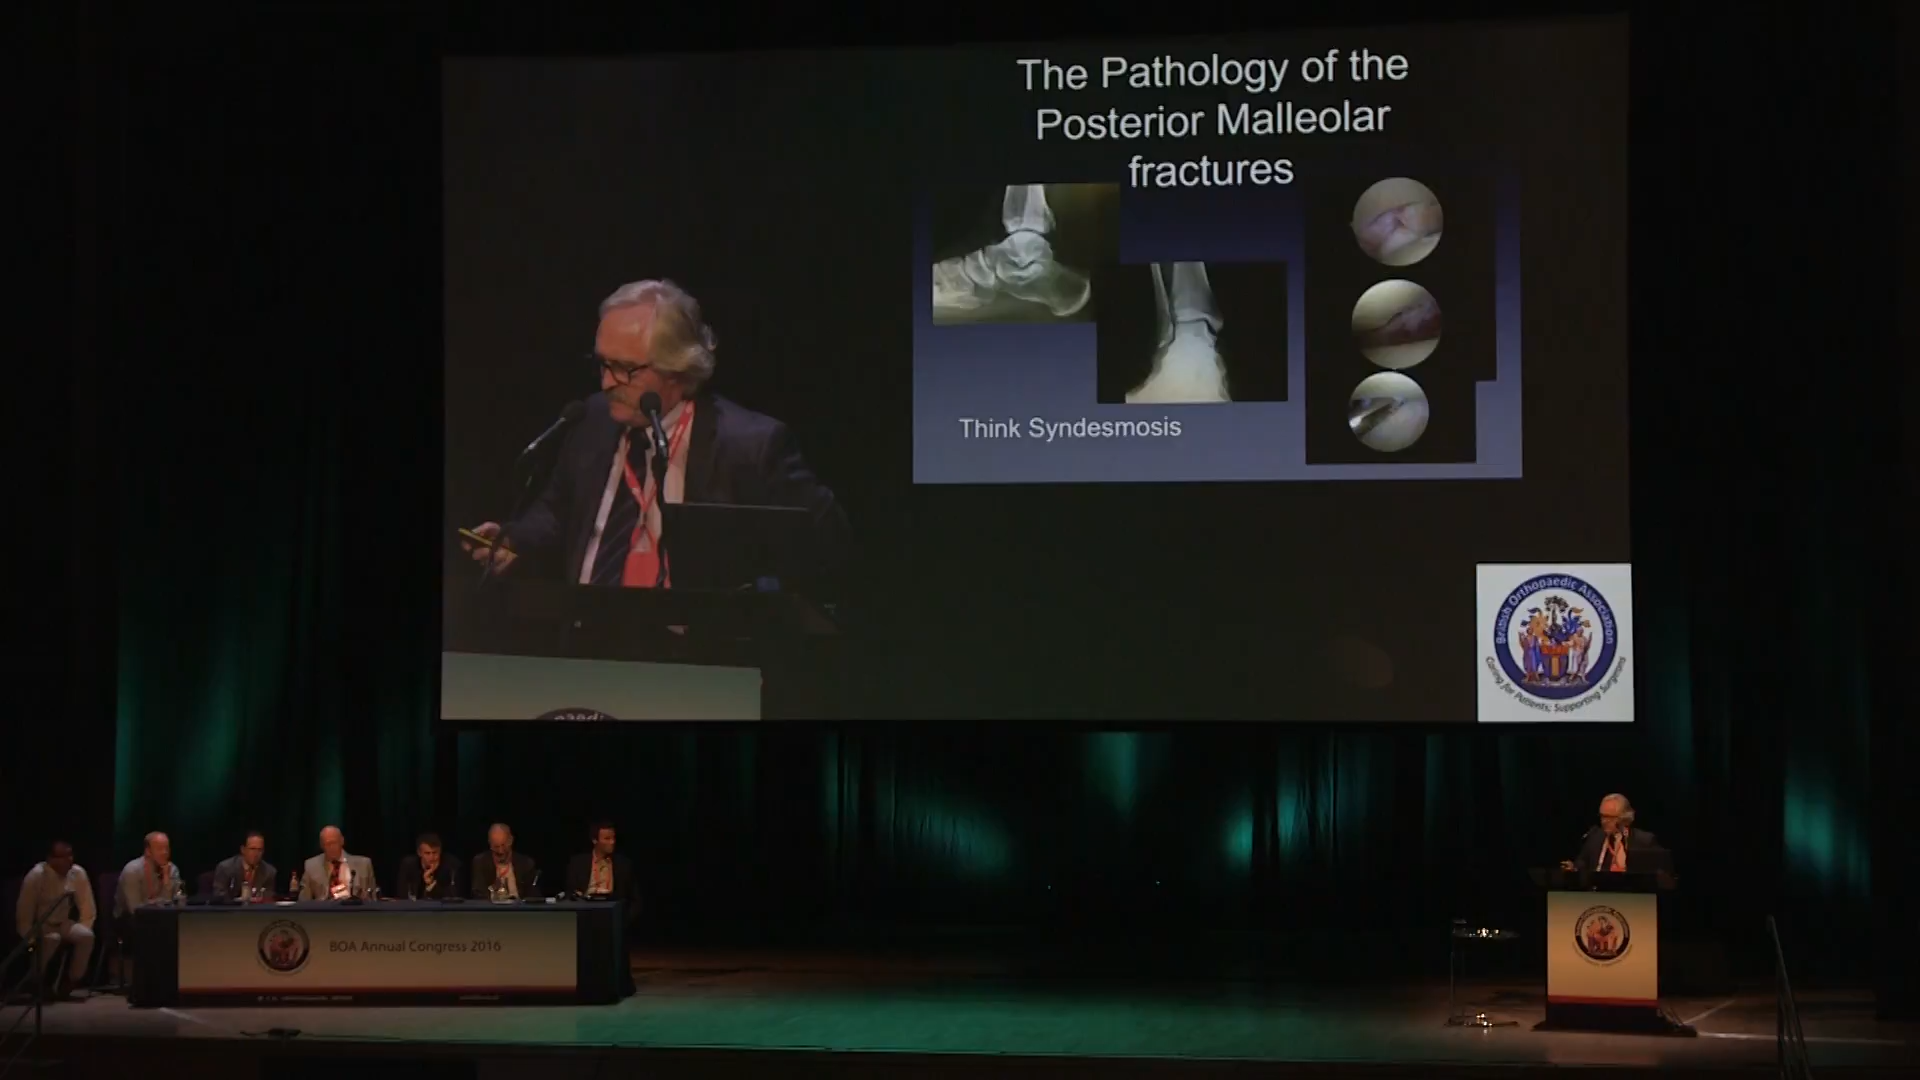 The Pathology of the
Posterior Malleolar
fractures
Think Syndesmosis
British Orthopaedic Association
Caring for Patients; Supporting Surgeons
BOA Annual Congress 2016